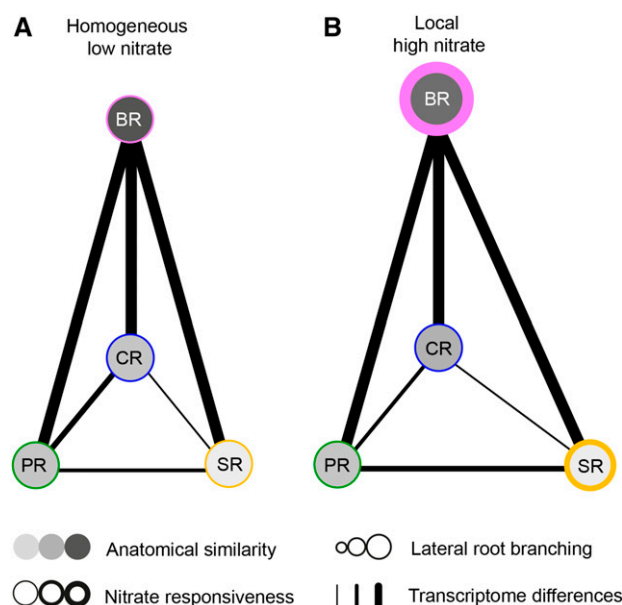 A
Homogeneous
low nitrate
BR
CR
PR
SR
B
Local
high nitrate
BR
CR
PR
SR
Anatomical similarity
Lateral root branching
Nitrate responsiveness
Transcriptome differences